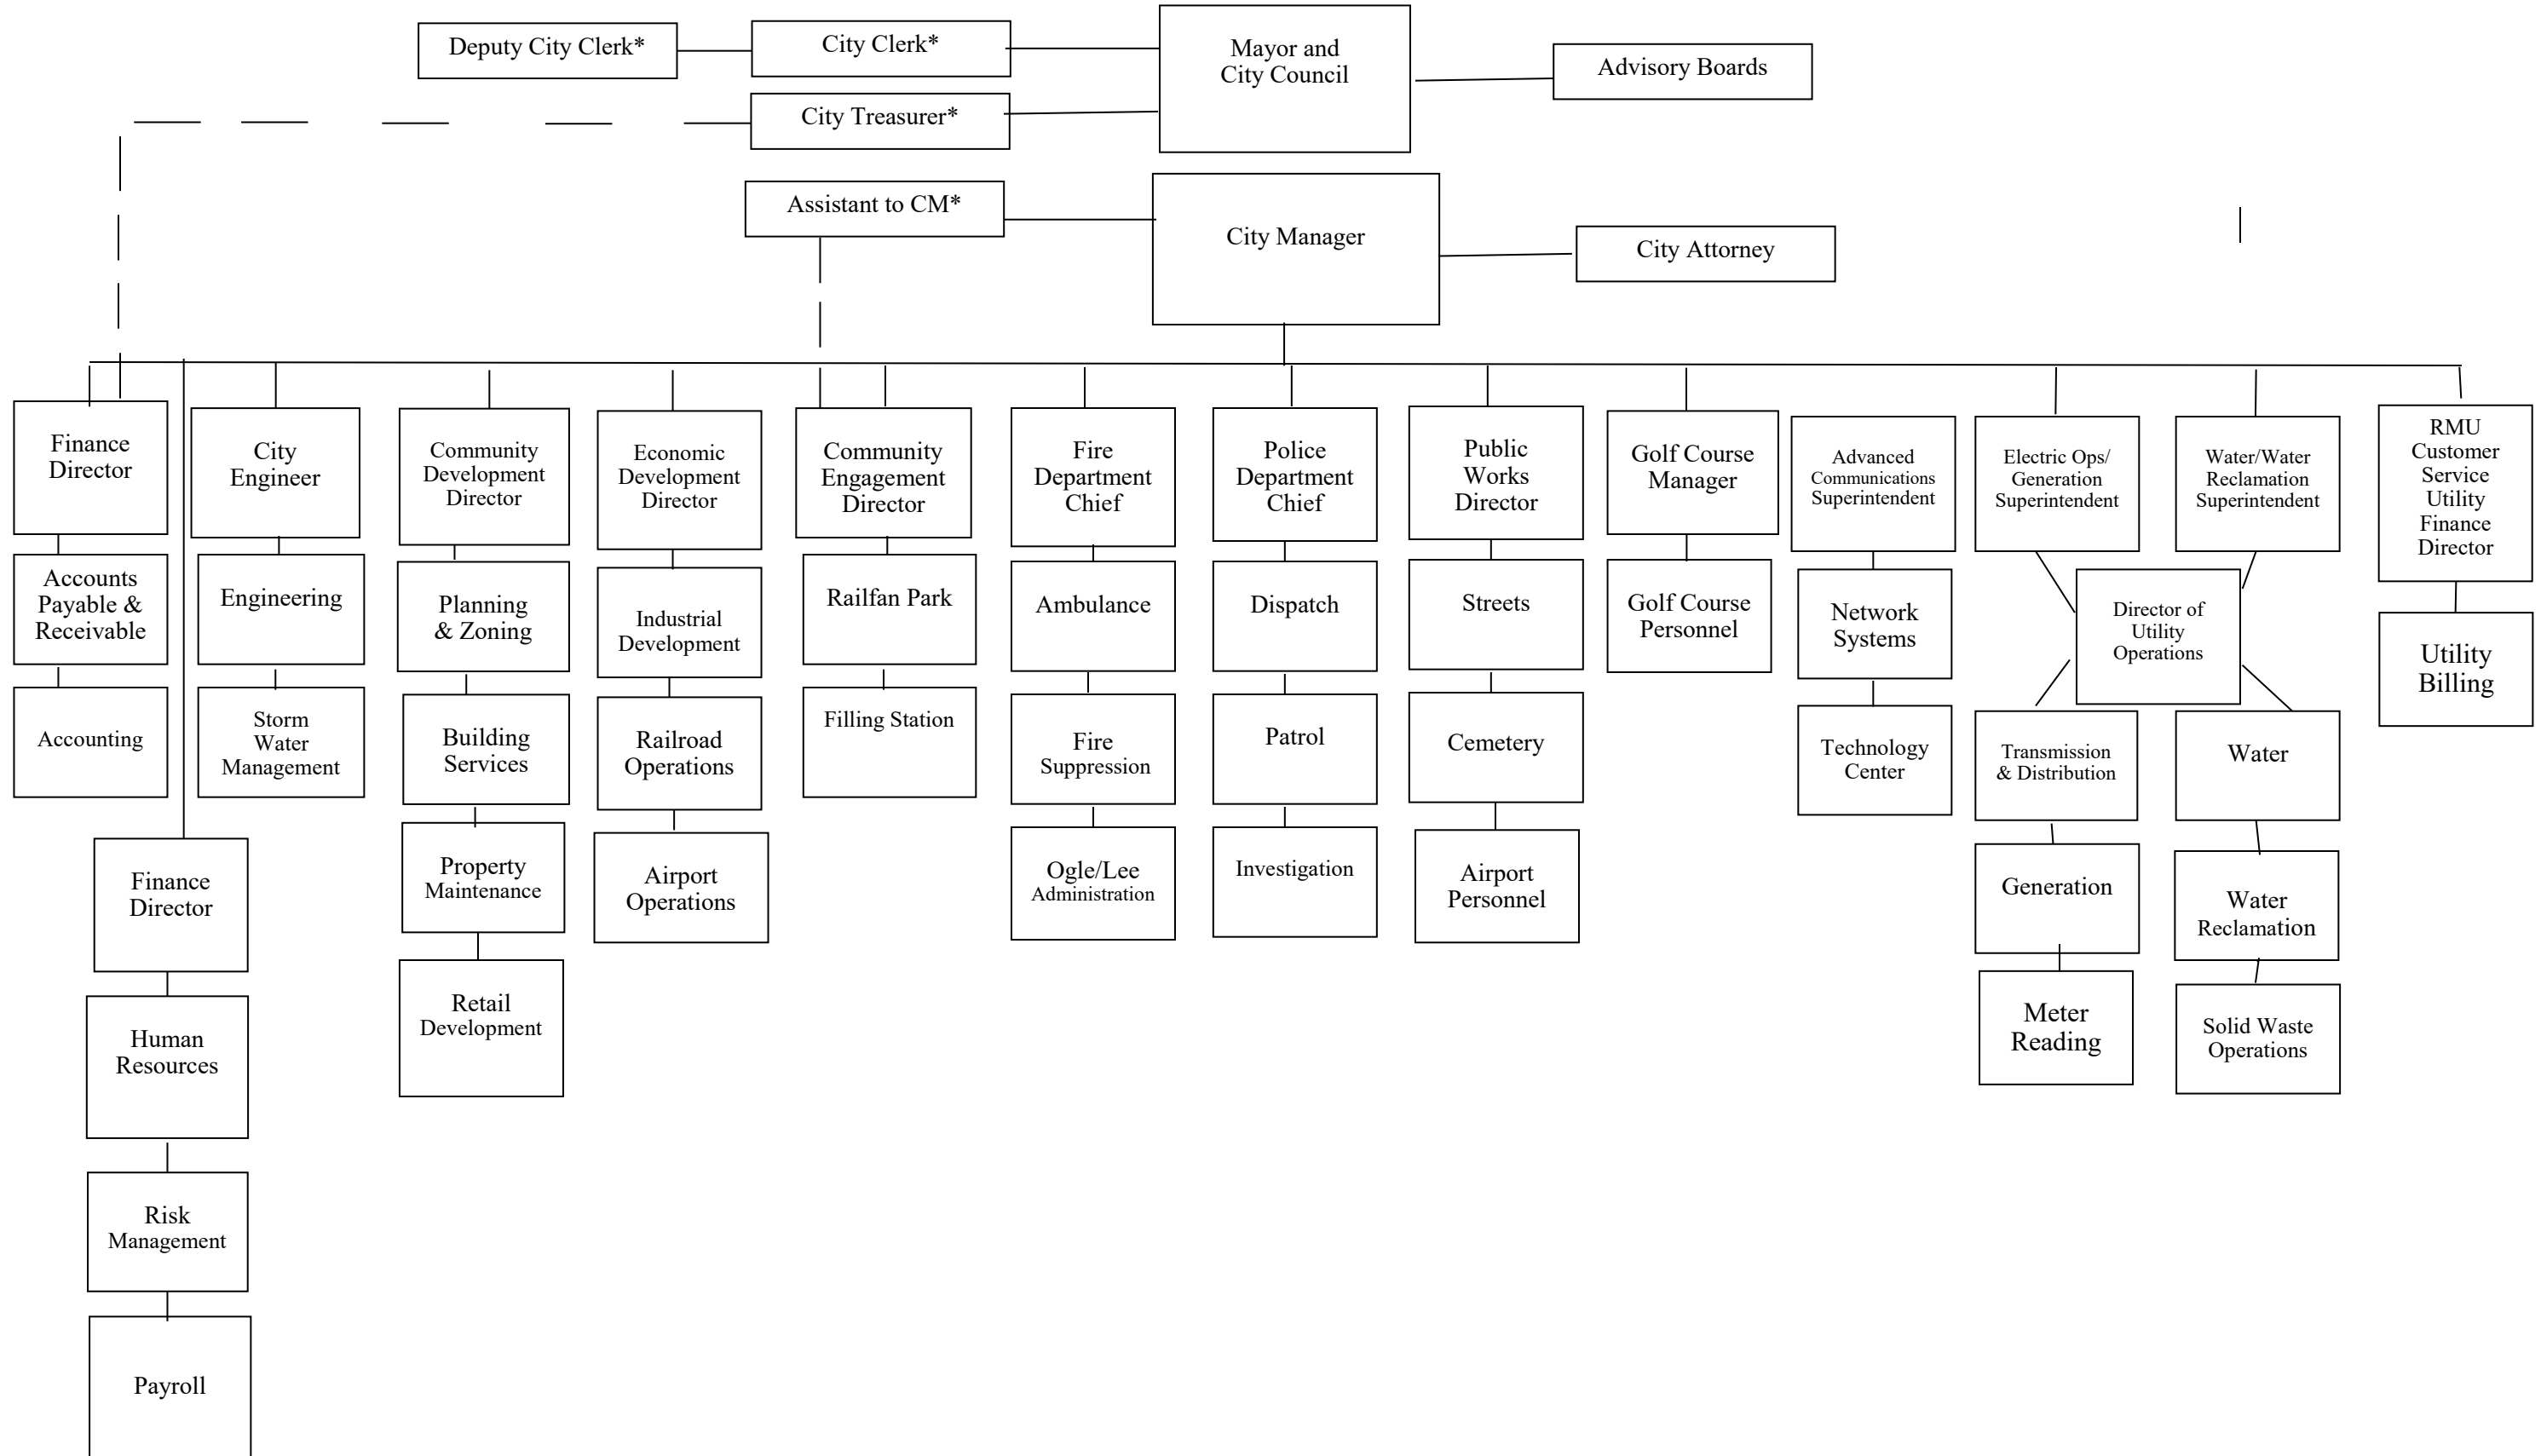 Deputy City Clerk*
City Clerk*
Mayor and
City Council
Advisory Boards
City Treasurer*
Assistant to CM*
City Manager
City Attorney
Finance
Director
City
Engineer
Community
Development
Director
Economic
Development
Director
Community
Engagement
Director
Fire
Department
Chief
Police
Department
Chief
Public
Works
Director
Golf Course
Manager
Advanced
Communications
Superintendent
Electric Ops/
Generation
Superintendent
Water/Water
Reclamation
Superintendent
RMU
Customer
Service
Utility
Finance
Director
Accounts
Payable &
Receivable
Engineering
Planning
& Zoning
Industrial
Development
Railfan Park
Ambulance
Dispatch
Streets
Golf Course
Personnel
Network
Systems
Director of
Utility
Operations
Utility
Billing
Accounting
Storm
Water
Management
Building
Services
Railroad
Operations
Filling Station
Fire
Suppression
Patrol
Cemetery
Technology
Center
Transmission
& Distribution
Water
Finance
Director
Property
Maintenance
Airport
Operations
Ogle/Lee
Administration
Investigation
Airport
Personnel
Generation
Water
Reclamation
Human
Resources
Retail
Development
Meter
Reading
Solid Waste
Operations
Risk
Management
Payroll